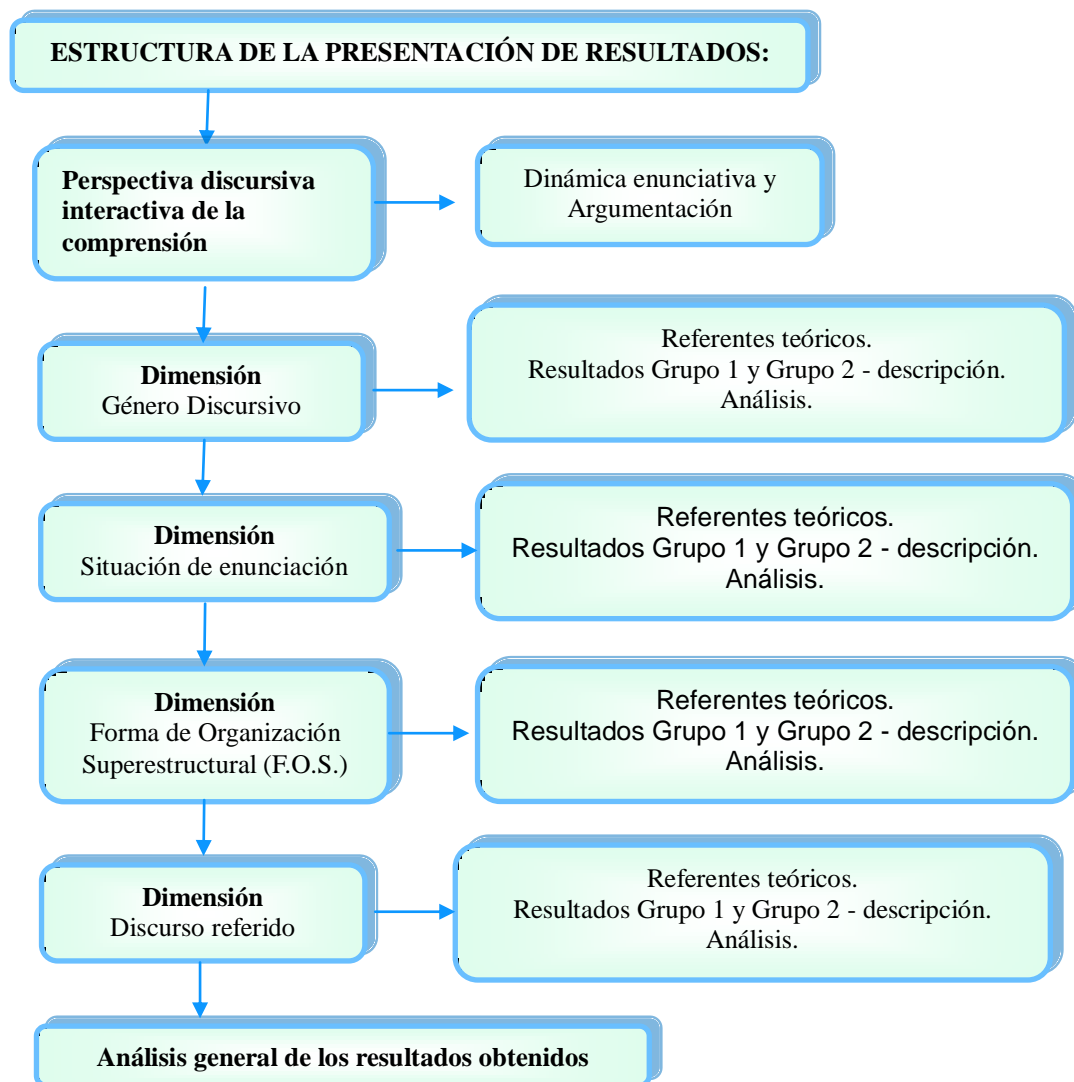 ESTRUCTURA DE LA PRESENTACIÓN DE RESULTADOS:
Perspectiva discursiva
interactiva de la
comprensión
Dinámica enunciativa y
Argumentación
Dimensión
Género Discursivo
Referentes teóricos.
Resultados Grupo 1 y Grupo 2 - descripción.
Análisis.
Dimensión
Situación de enunciación
Referentes teóricos.
Resultados Grupo 1 y Grupo 2 - descripción.
Análisis.
Dimensión
Forma de Organización
Superestructural (F.O.S.)
Referentes teóricos.
Resultados Grupo 1 y Grupo 2 - descripción.
Análisis.
Dimensión
Discurso referido
Referentes teóricos.
Resultados Grupo 1 y Grupo 2 - descripción.
Análisis.
Análisis general de los resultados obtenidos